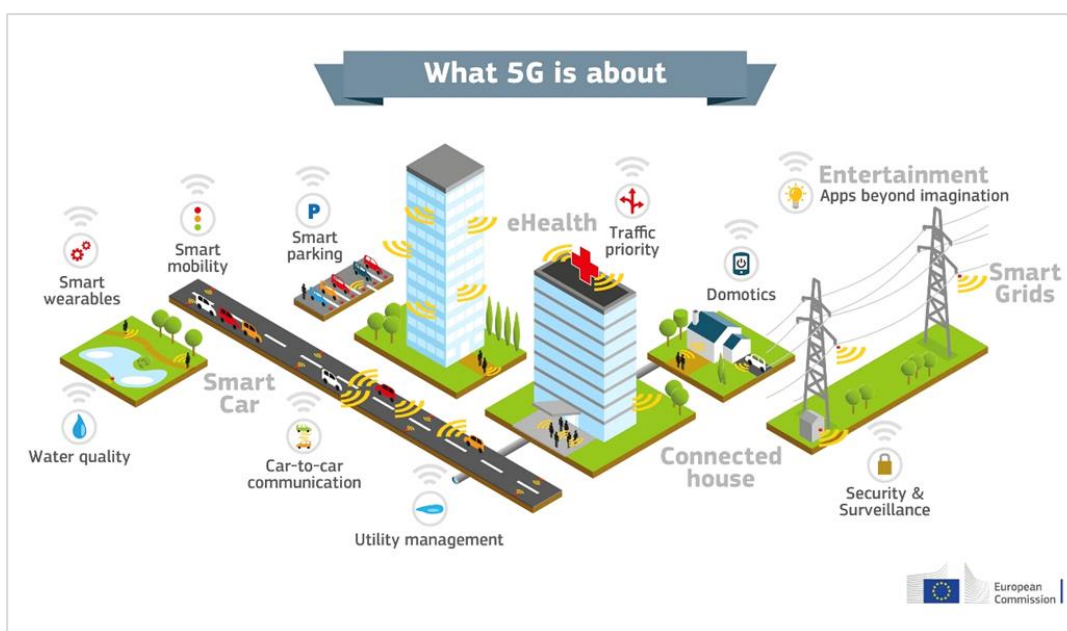 What 5G is about
Smart
wearables
Smart
mobility
P
Smart
parking
eHealth
Traffic
priority
Domotics
Entertainment
Apps beyond imagination
Smart
Grids
Smart
Car
Water quality
Car-to-car
communication
Utility management
Connected
house
Security &
Surveillance
European
Commission